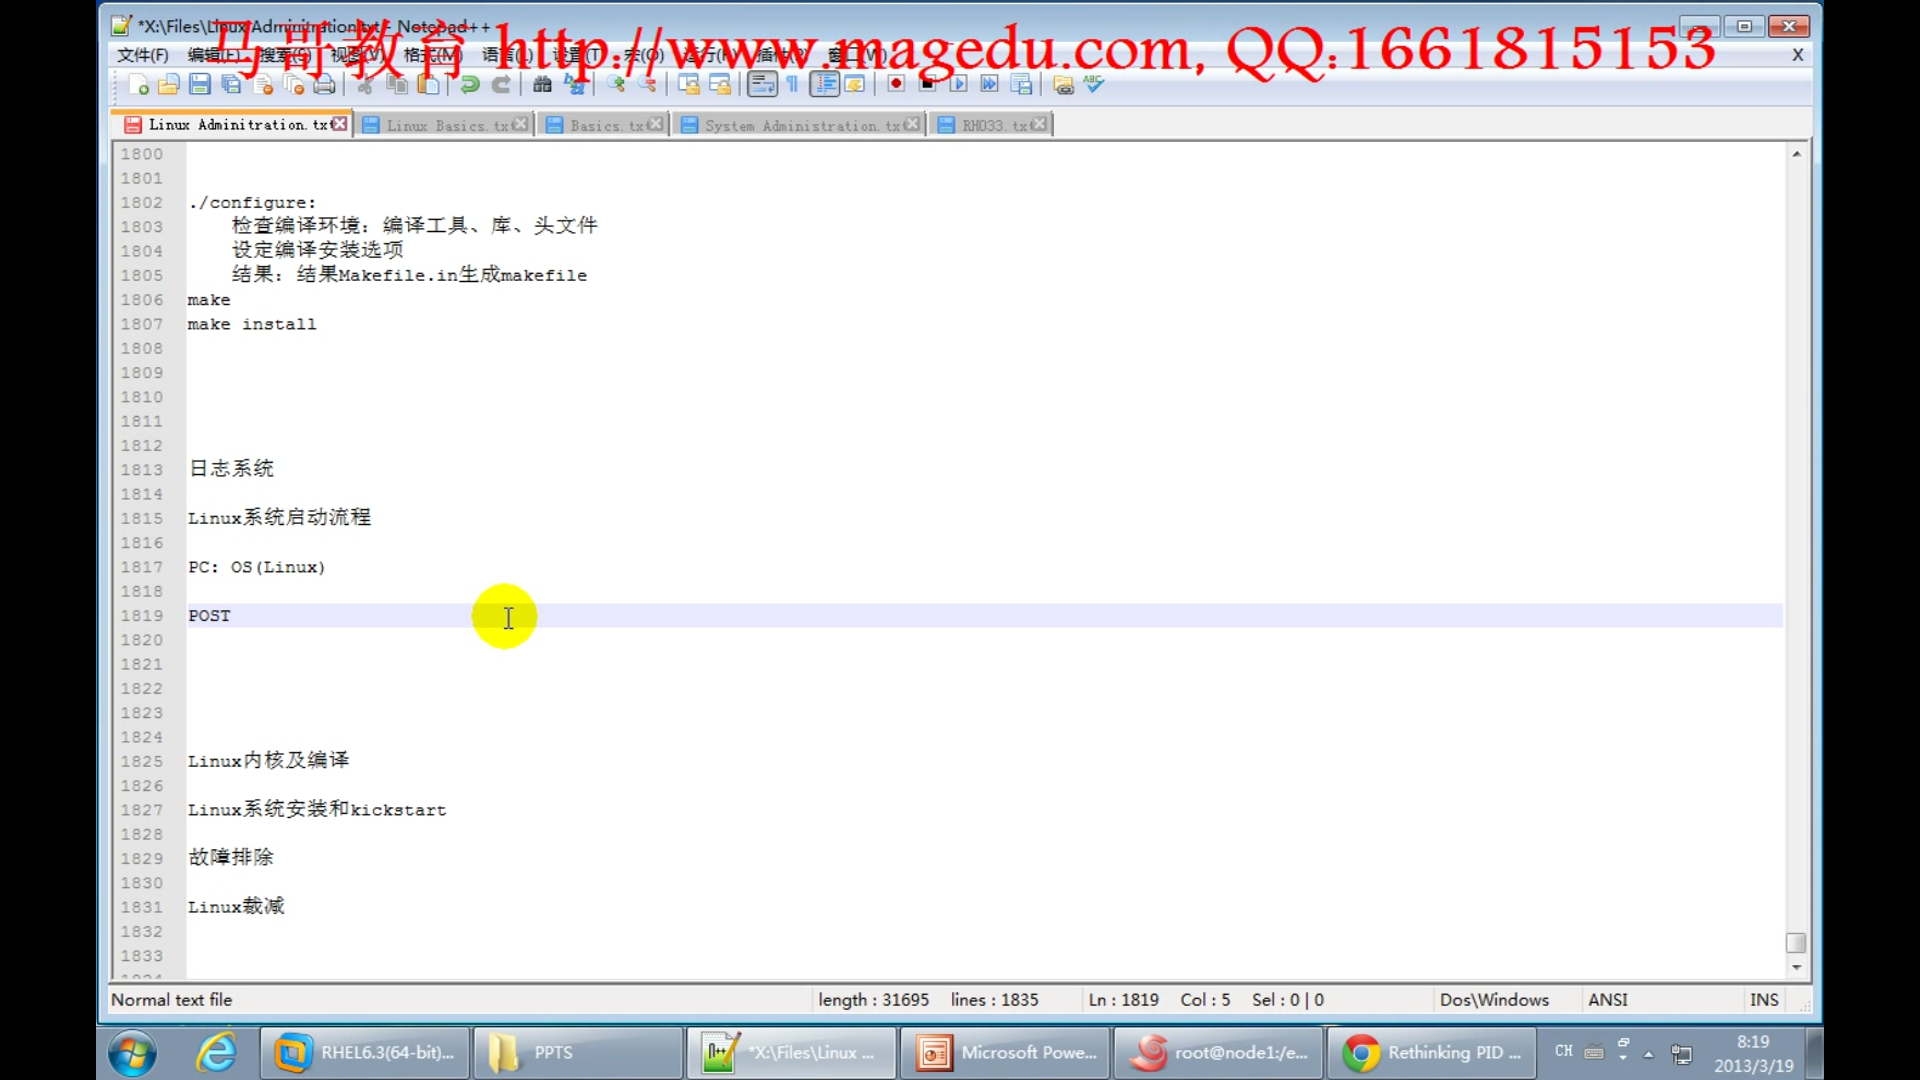 *X:\Files\Linux Adminitration.txt - Notepad++
马哥教育 http://www.magedu.com, QQ:1661815153
文件(F) 编辑(E) 搜索(S) 视图(V) 格式(M) 语言(L) 设置(T) 宏(O) 运行(R) 插件(P) 窗口(W) X
Linux Adminitration.txt Linux Basics.txt Basics.txt System Administration.txt RH033.txt
1800
1801
1802 ./configure:
1803 检查编译环境：编译工具、库、头文件
1804 设定编译安装选项
1805 结果：结果Makefile.in生成makefile
1806 make
1807 make install
1808
1809
1810
1811
1812
1813 日志系统
1814
1815 Linux系统启动流程
1816
1817 PC: OS(Linux)
1818
1819 POST
1820
1821
1822
1823
1824
1825 Linux内核及编译
1826
1827 Linux系统安装和kickstart
1828
1829 故障排除
1830
1831 Linux裁减
1832
1833
Normal text file length : 31695 lines : 1835 Ln : 1819 Col : 5 Sel : 0 | 0 Dos\Windows ANSI INS
RHEL6.3(64-bit)... PPTS *X:\Files\Linux ... Microsoft Powe... root@node1:/e... Rethinking PID ... CH 8:19
2013/3/19